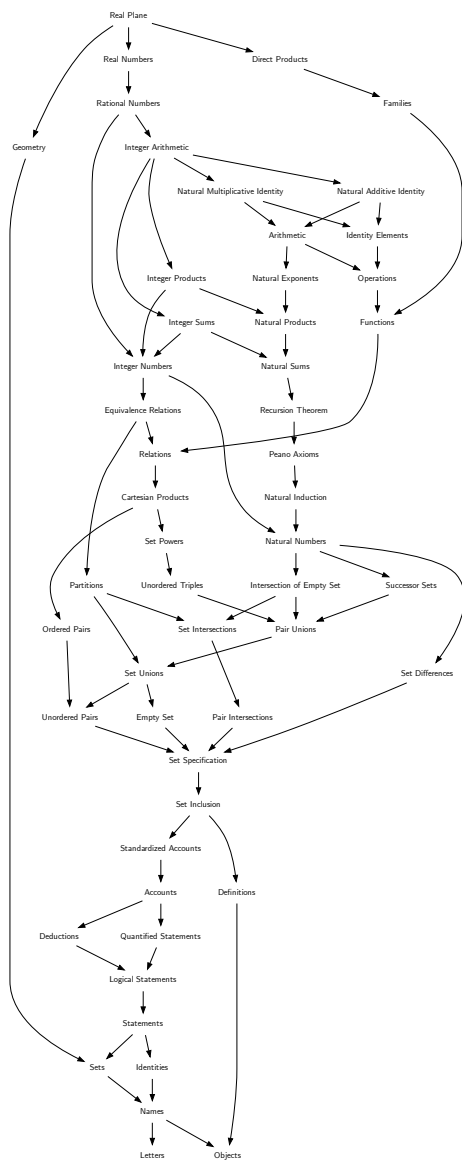 Real Plane
Real Numbers
Direct Products
Rational Numbers
Families
Geometry
Integer Arithmetic
Natural Multiplicative Identity
Natural Additive Identity
Arithmetic
Identity Elements
Integer Products
Natural Exponents
Operations
Integer Sums
Natural Products
Functions
Integer Numbers
Natural Sums
Equivalence Relations
Recursion Theorem
Relations
Peano Axioms
Cartesian Products
Natural Induction
Set Powers
Natural Numbers
Partitions
Unordered Triples
Intersection of Empty Set
Successor Sets
Ordered Pairs
Set Intersections
Pair Unions
Set Unions
Set Differences
Unordered Pairs
Empty Set
Pair Intersections
Set Specification
Set Inclusion
Standardized Accounts
Accounts
Definitions
Deductions
Quantified Statements
Logical Statements
Statements
Sets
Identities
Names
Letters
Objects